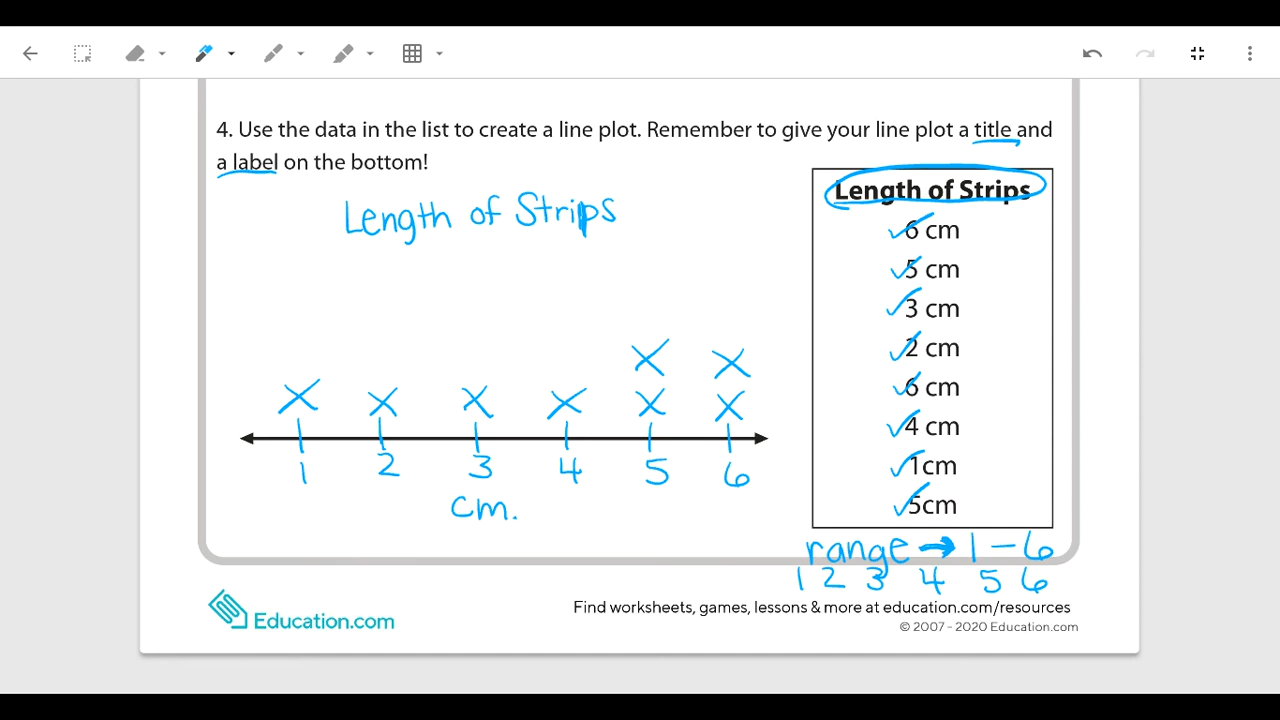 4. Use the data in the list to create a line plot. Remember to give your line plot a title and
a label on the bottom!
Length of Strips
Length of Strips
6 cm
5 cm
3 cm
2 cm
6 cm
4 cm
1cm
5cm
X X
X X X X X X
1 2 3 4 5 6
cm.
range → 1 – 6
1 2 3 4 5 6
Education.com
Find worksheets, games, lessons & more at education.com/resources
© 2007 - 2020 Education.com